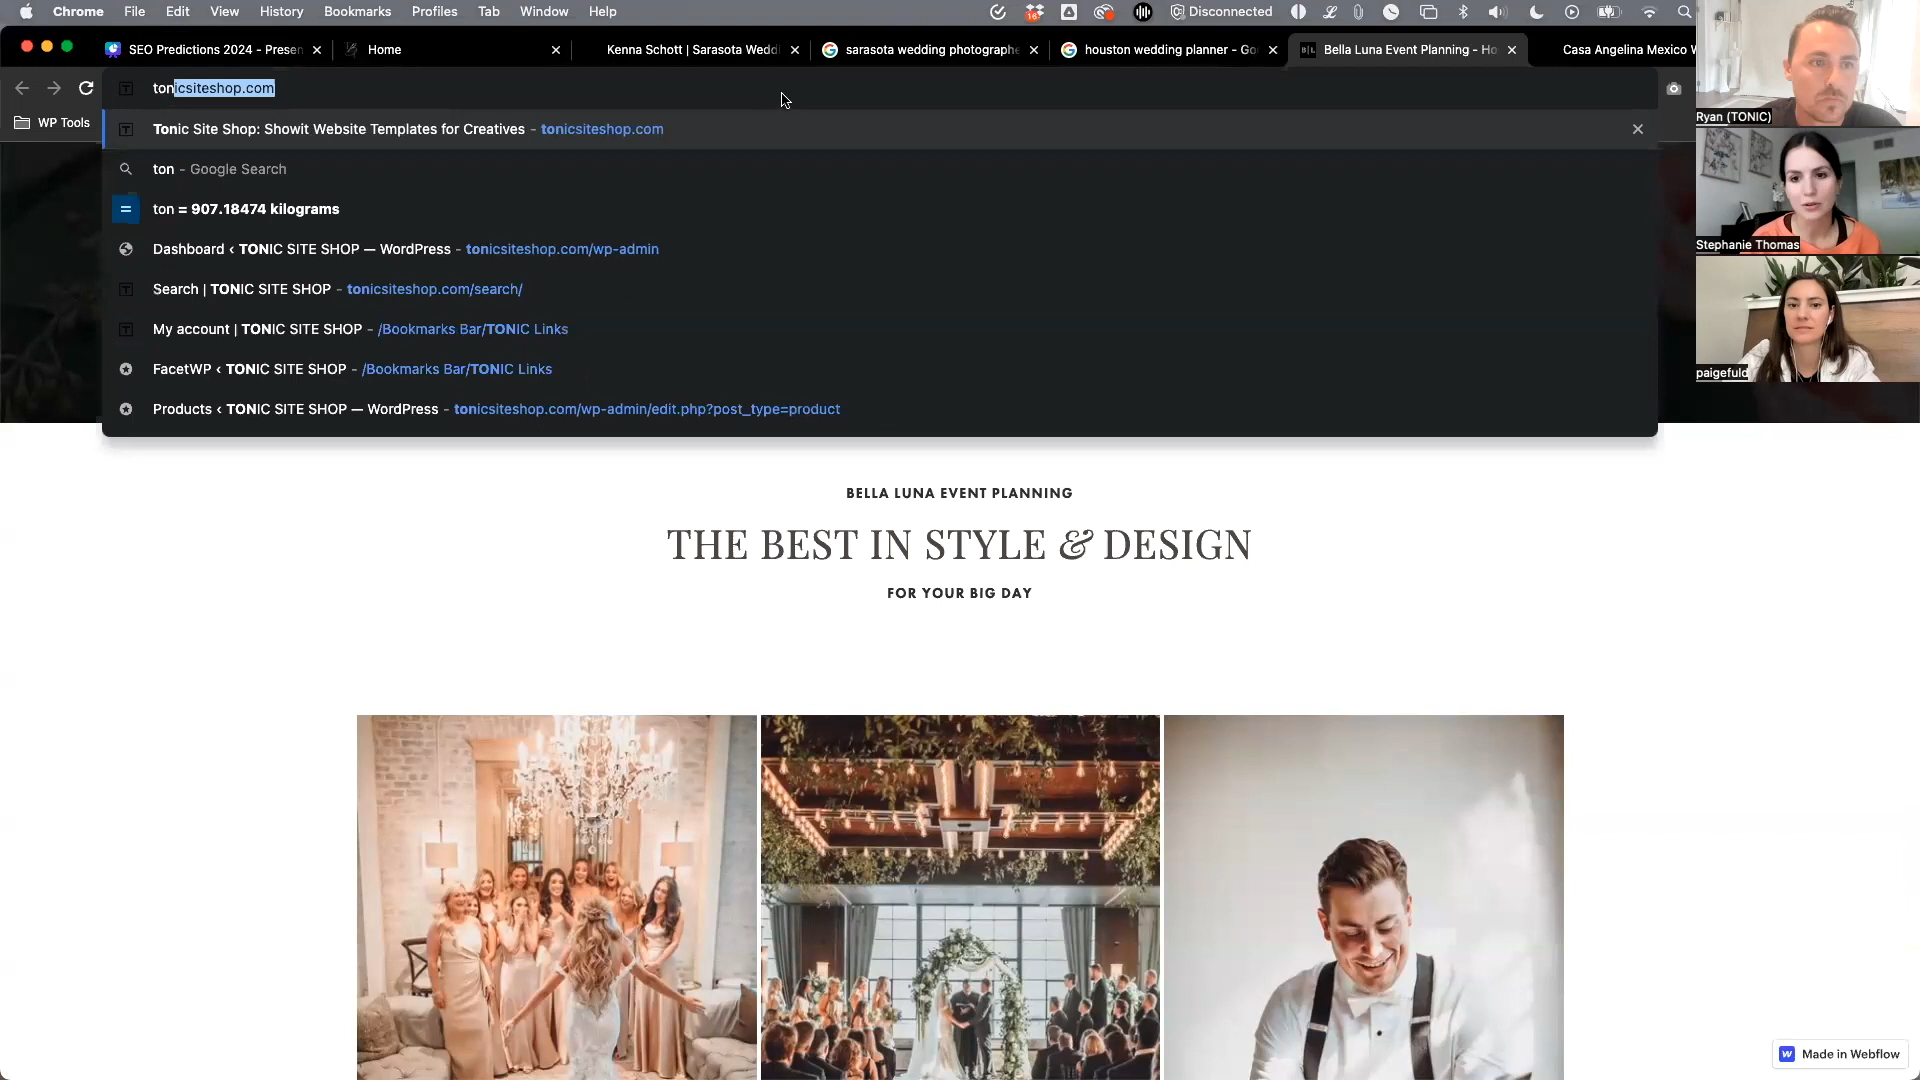 Chrome File Edit View History Bookmarks Profiles Tab Window Help
16 Disconnected
SEO Predictions 2024 - Presen
Home
Kenna Schott | Sarasota Weddi
sarasota wedding photographe
houston wedding planner - Go
Bella Luna Event Planning - Ho
Casa Angelina Mexico W
tonicsiteshop.com
WP Tools
Tonic Site Shop: Showit Website Templates for Creatives - tonicsiteshop.com
ton - Google Search
ton = 907.18474 kilograms
Dashboard ‹ TONIC SITE SHOP — WordPress - tonicsiteshop.com/wp-admin
Search | TONIC SITE SHOP - tonicsiteshop.com/search/
My account | TONIC SITE SHOP - /Bookmarks Bar/TONIC Links
FacetWP ‹ TONIC SITE SHOP - /Bookmarks Bar/TONIC Links
Products ‹ TONIC SITE SHOP — WordPress - tonicsiteshop.com/wp-admin/edit.php?post_type=product
Ryan (TONIC)
Stephanie Thomas
paigefuld
BELLA LUNA EVENT PLANNING
THE BEST IN STYLE & DESIGN
FOR YOUR BIG DAY
Made in Webflow